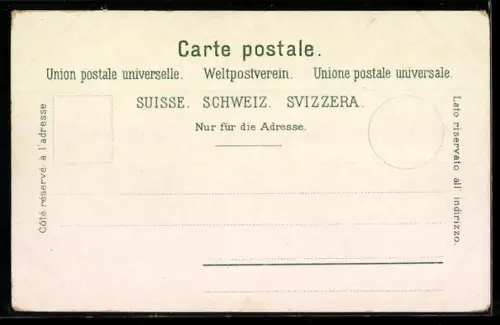 Carte postale.
Union postale universelle. Weltpostverein. Unione postale universale.
SUISSE. SCHWEIZ. SVIZZERA.
Nur für die Adresse.
Côté réservé à l'adresse
Lato riservato all' indirizzo.